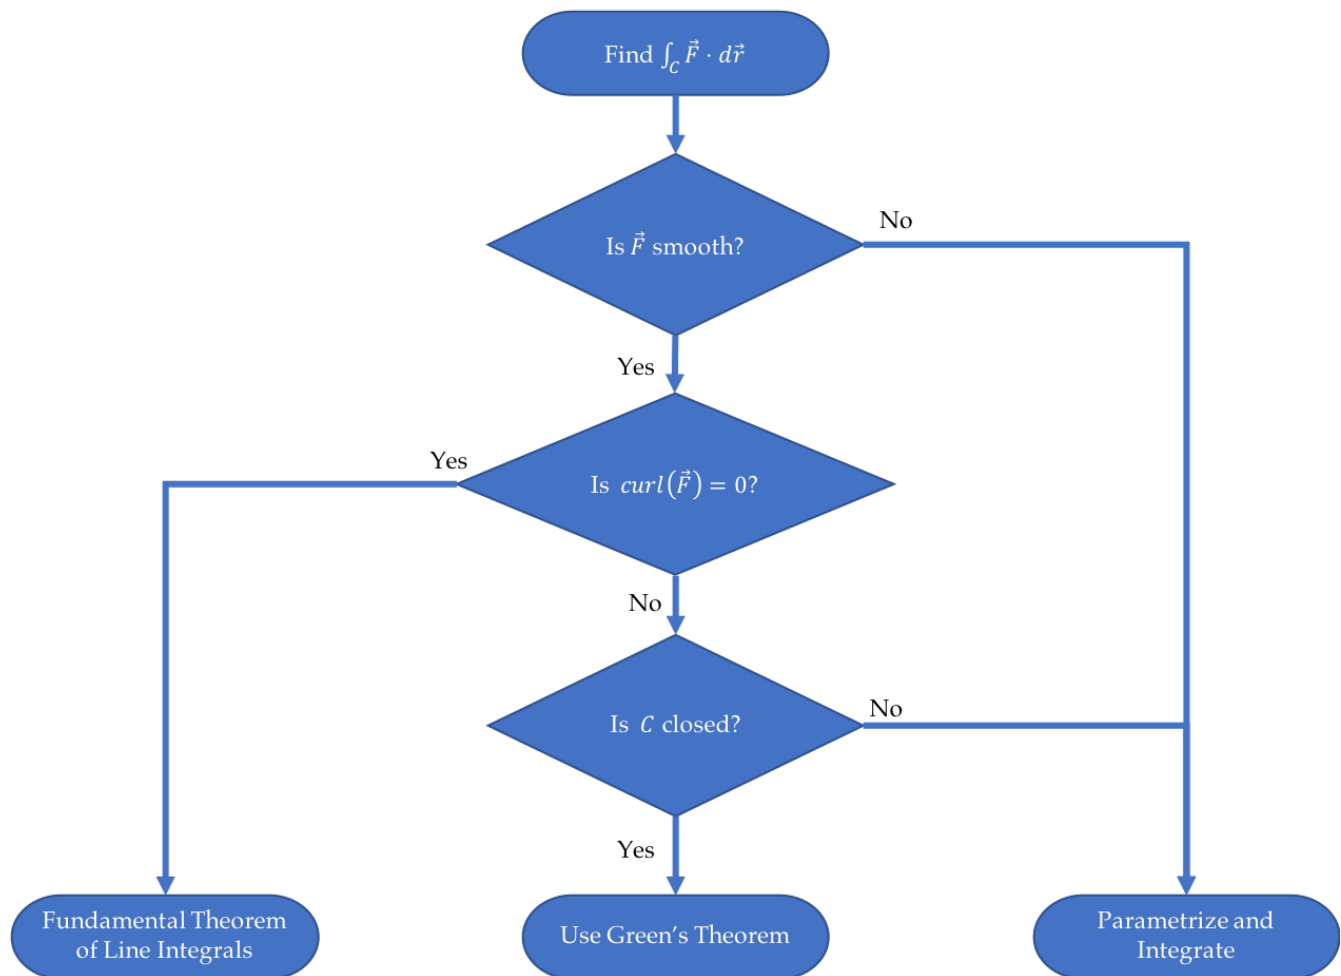 Find ∫_C F⃗ · dr⃗
Is F⃗ smooth?
No
Yes
Is curl(F⃗) = 0?
Yes
No
Is C closed?
No
Yes
Fundamental Theorem
of Line Integrals
Use Green’s Theorem
Parametrize and
Integrate